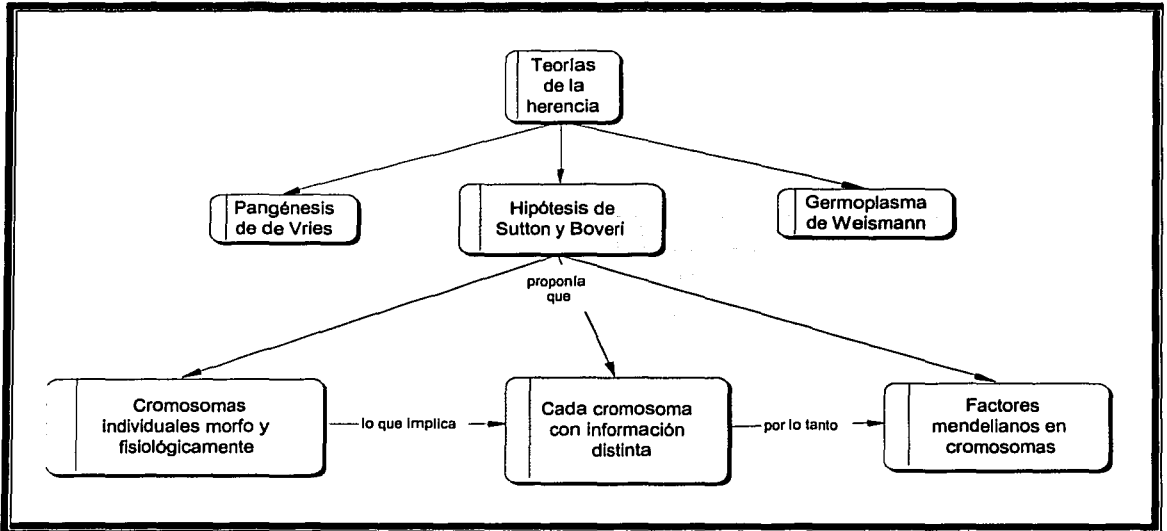 Teorías
de la
herencia
Pangénesis
de de Vries
Hipótesis de
Sutton y Boveri
Germoplasma
de Weismann
proponía
que
Cromosomas
individuales morfo y
fisiológicamente
lo que implica
Cada cromosoma
con información
distinta
por lo tanto
Factores
mendelianos en
cromosomas